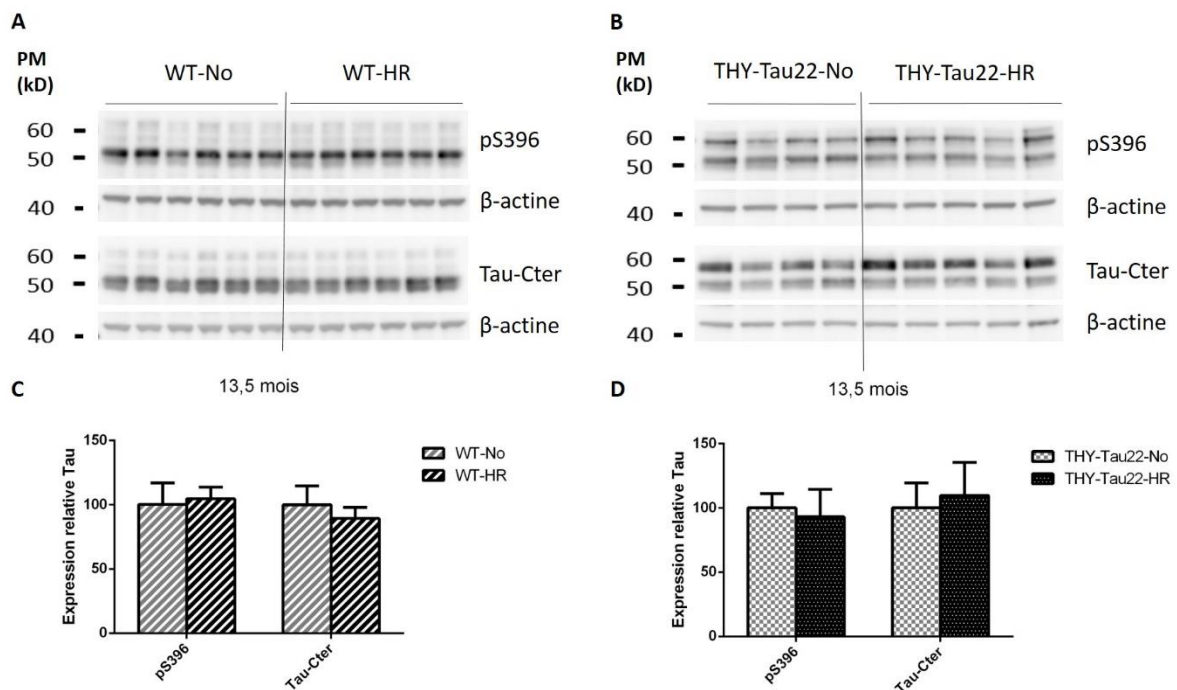 A
PM
(kD)
WT-No
WT-HR
60
50
pS396
40
β-actine
60
50
Tau-Cter
40
β-actine
B
PM
(kD)
THY-Tau22-No
THY-Tau22-HR
60
50
pS396
40
β-actine
60
50
Tau-Cter
40
β-actine
C
13,5 mois
Expression relative Tau
150
100
50
0
pS396
Tau-Cter
WT-No
WT-HR
D
13,5 mois
Expression relative Tau
150
100
50
0
pS396
Tau-Cter
THY-Tau22-No
THY-Tau22-HR